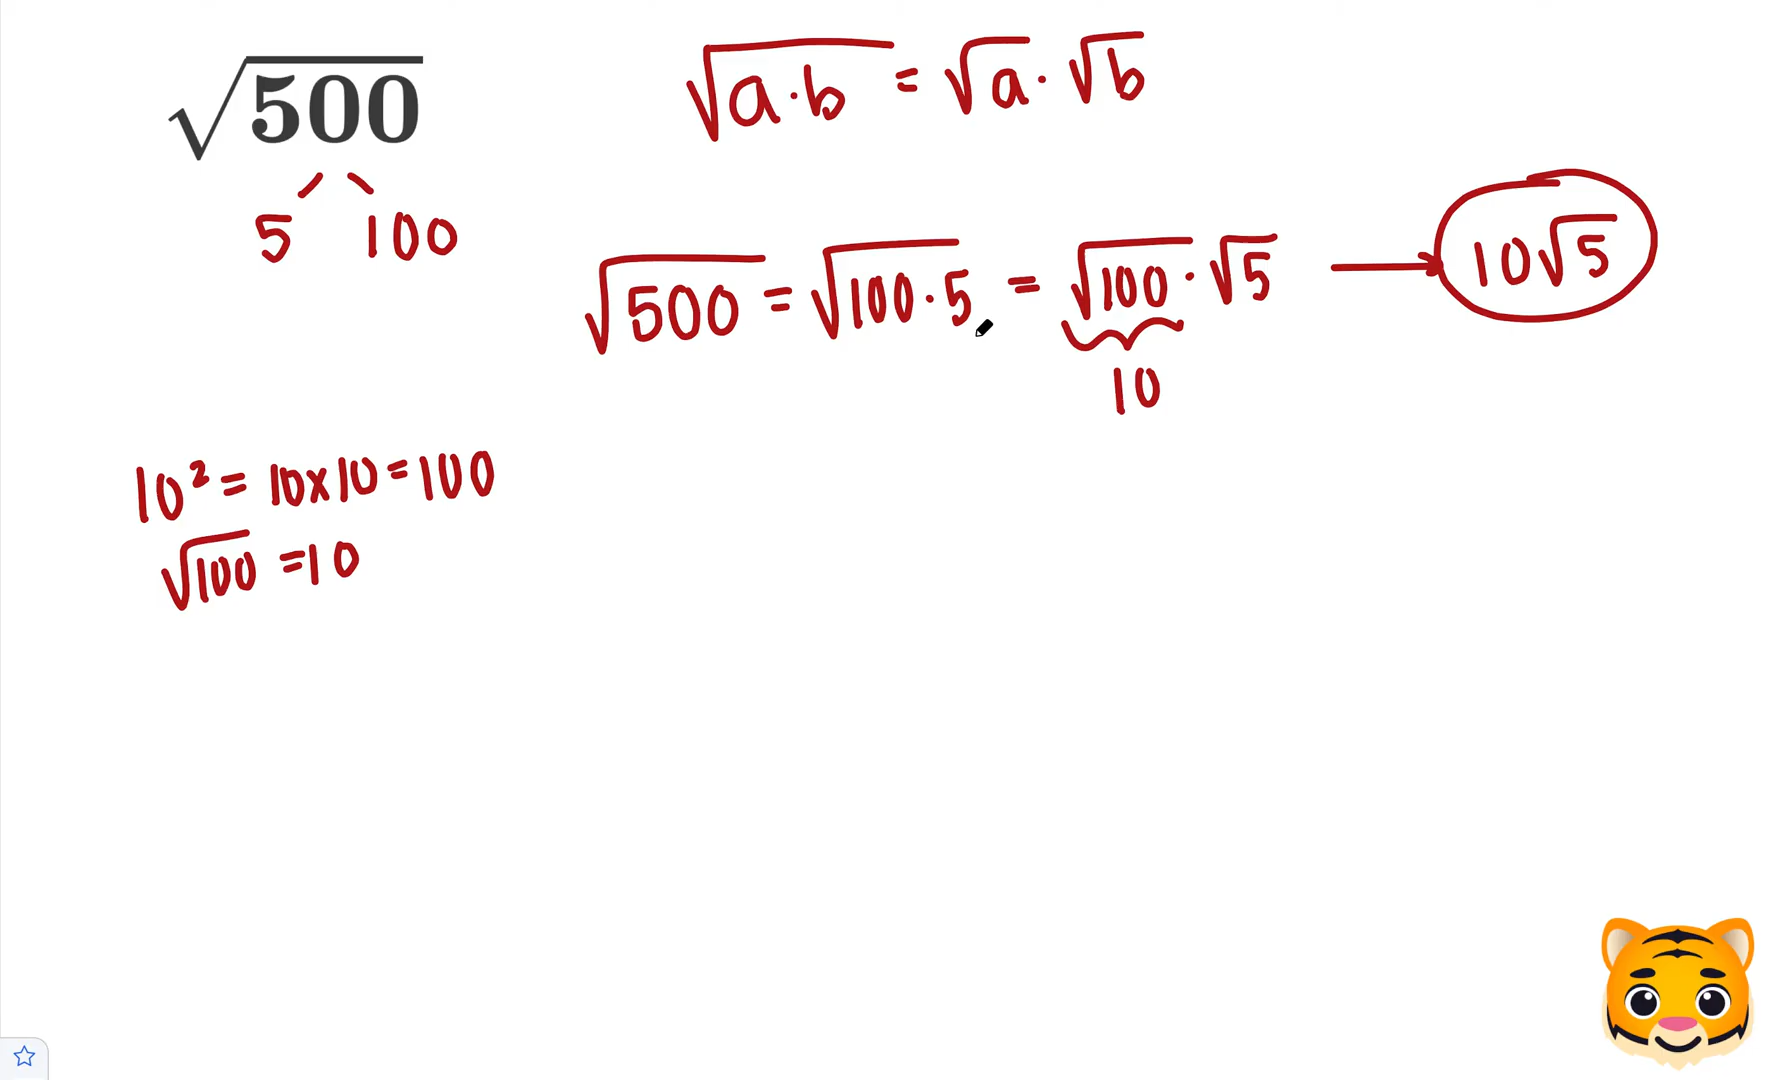 √500
√a·b = √a · √b
5 100
√500 = √100·5 = √100 · √5 → 10√5
10
10² = 10x10 = 100
√100 = 10